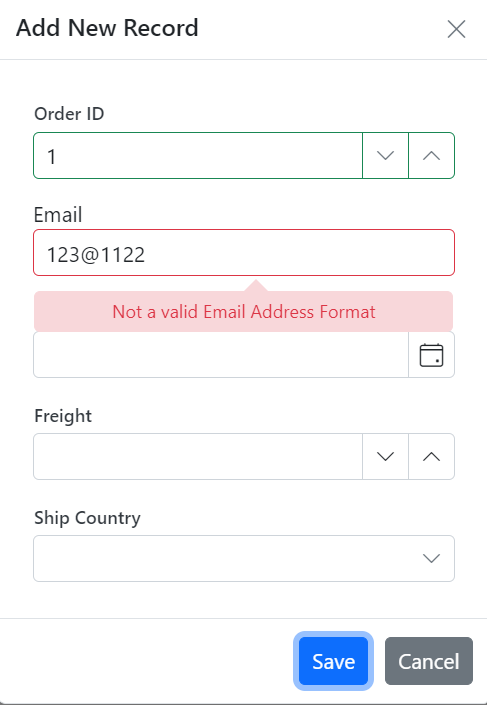 Add New Record
Order ID
1
Email
123@1122
Not a valid Email Address Format
Freight
Ship Country
Save Cancel